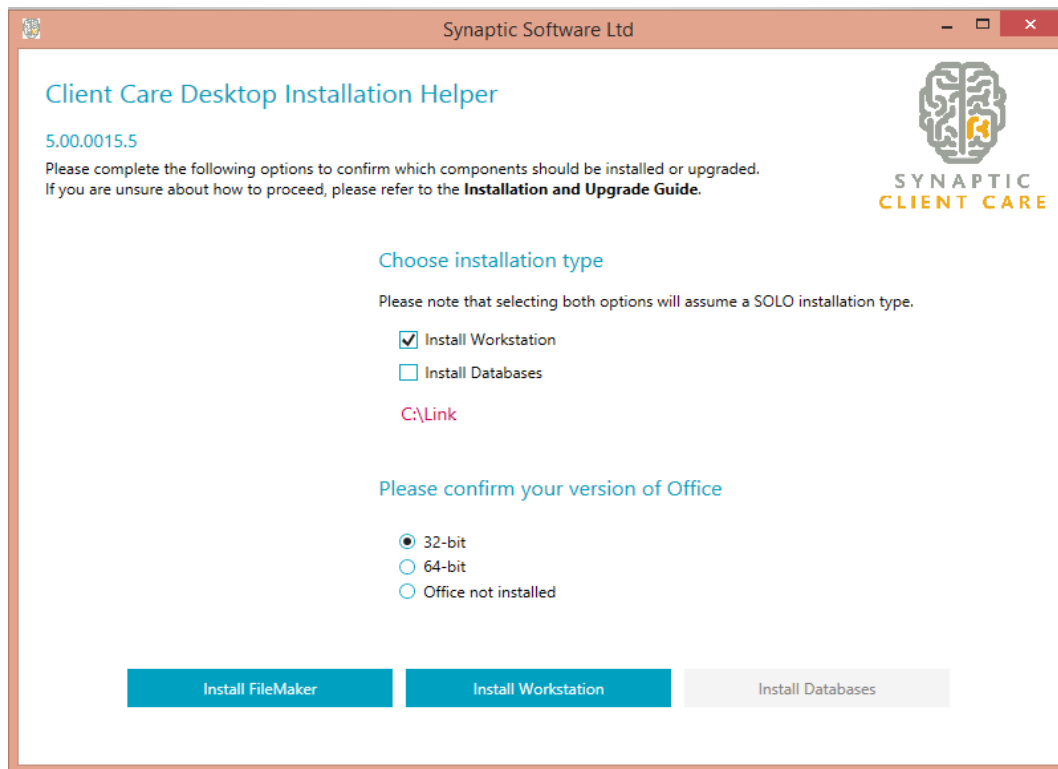 Synaptic Software Ltd
Client Care Desktop Installation Helper
5.00.0015.5
Please complete the following options to confirm which components should be installed or upgraded.
If you are unsure about how to proceed, please refer to the Installation and Upgrade Guide.
SYNAPTIC
CLIENT CARE
Choose installation type
Please note that selecting both options will assume a SOLO installation type.
Install Workstation
Install Databases
C:\Link
Please confirm your version of Office
32-bit
64-bit
Office not installed
Install FileMaker
Install Workstation
Install Databases